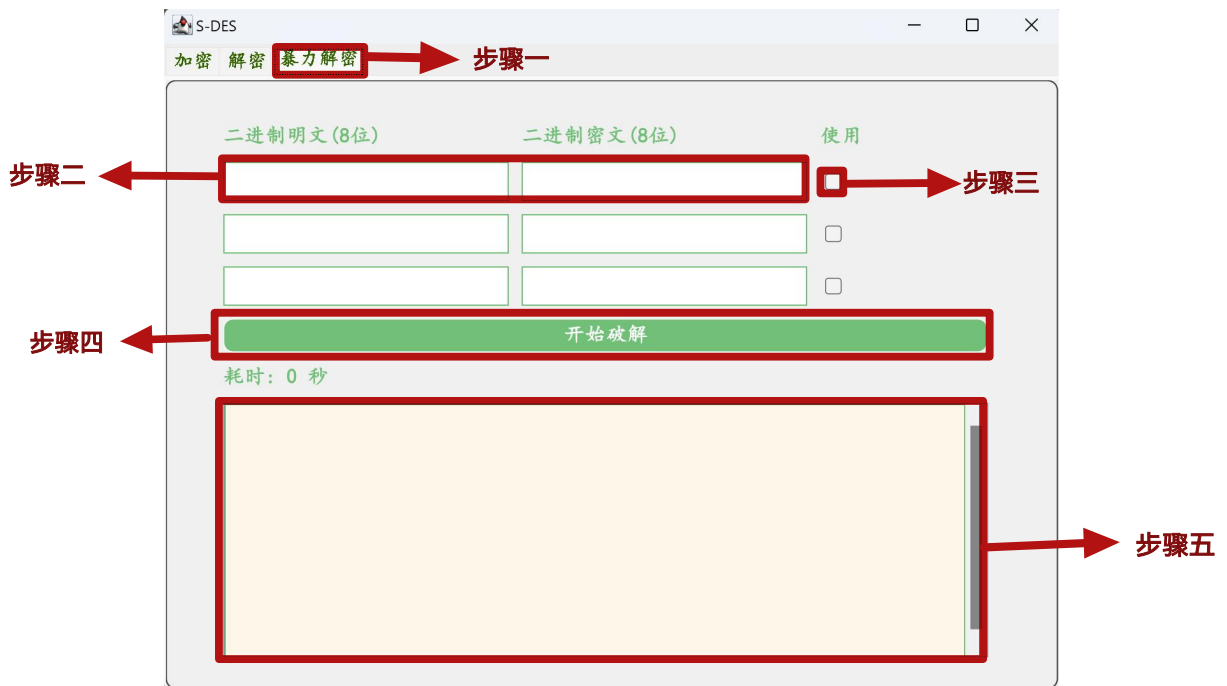 S-DES
加密 解密 暴力解密 步骤一
二进制明文(8位) 二进制密文(8位) 使用
步骤二 步骤三
开始破解
步骤四
耗时: 0 秒
步骤五